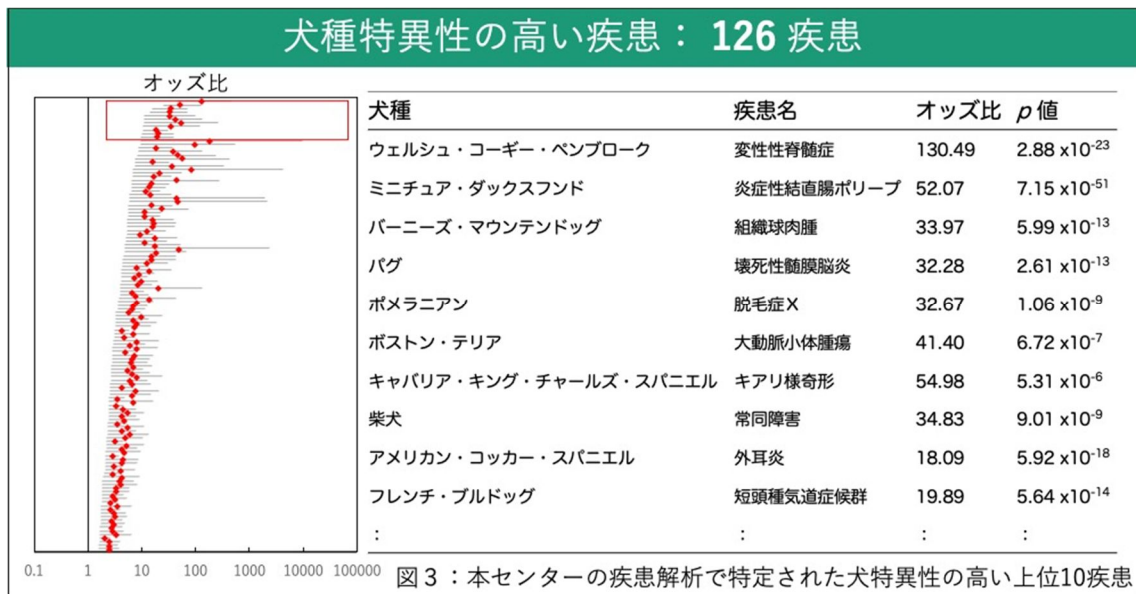 犬種特異性の高い疾患： 126 疾患
オッズ比
0.1 1 10 100 1000 10000 100000
犬種 疾患名 オッズ比 p 値
ウェルシュ・コーギー・ペンブローク 変性性脊髄症 130.49 2.88 x10⁻²³
ミニチュア・ダックスフンド 炎症性結直腸ポリープ 52.07 7.15 x10⁻⁵¹
バーニーズ・マウンテンドッグ 組織球肉腫 33.97 5.99 x10⁻¹³
パグ 壊死性髄膜脳炎 32.28 2.61 x10⁻¹³
ポメラニアン 脱毛症X 32.67 1.06 x10⁻⁹
ボストン・テリア 大動脈小体腫瘍 41.40 6.72 x10⁻⁷
キャバリア・キング・チャールズ・スパニエル キアリ様奇形 54.98 5.31 x10⁻⁶
柴犬 常同障害 34.83 9.01 x10⁻⁹
アメリカン・コッカー・スパニエル 外耳炎 18.09 5.92 x10⁻¹⁸
フレンチ・ブルドッグ 短頭種気道症候群 19.89 5.64 x10⁻¹⁴
： ： ： ：
図３：本センターの疾患解析で特定された犬特異性の高い上位10疾患